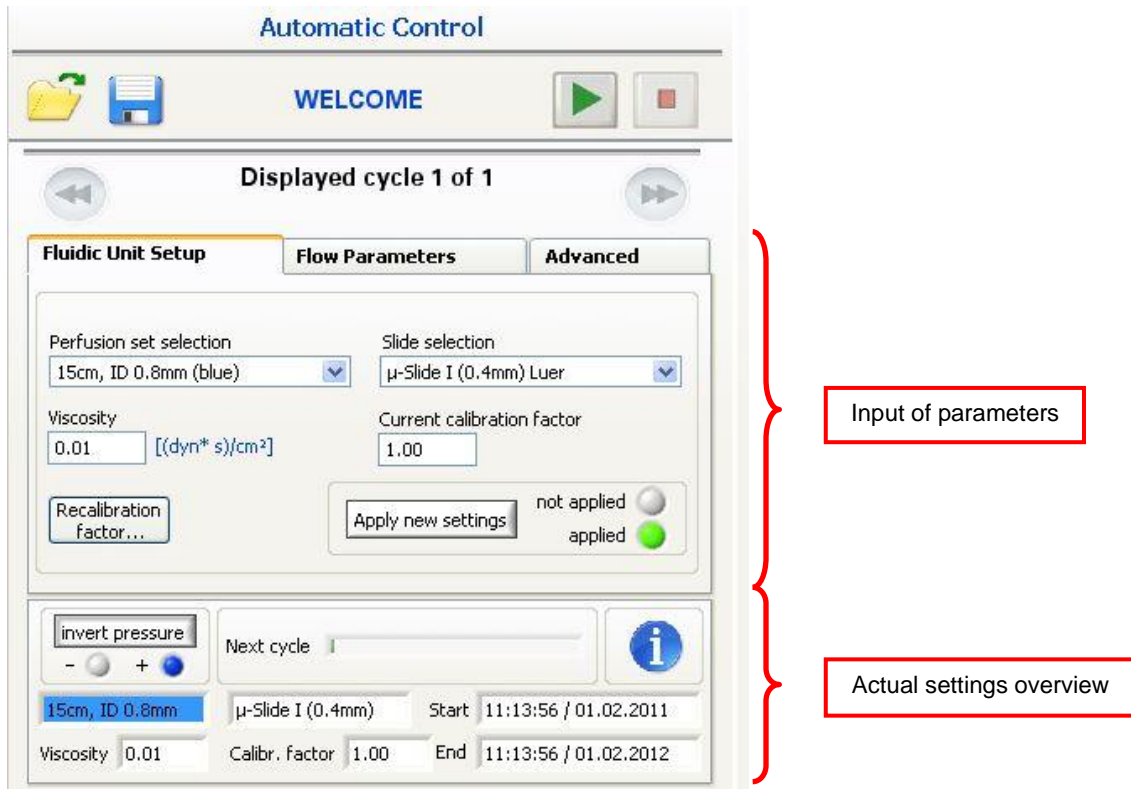 Automatic Control
WELCOME
Displayed cycle 1 of 1
Fluidic Unit Setup
Flow Parameters
Advanced
Perfusion set selection
Slide selection
15cm, ID 0.8mm (blue)
µ-Slide I (0.4mm) Luer
Viscosity
Current calibration factor
0.01 [(dyn* s)/cm²]
1.00
Recalibration
factor...
Apply new settings
not applied
applied
Input of parameters
invert pressure
- +
Next cycle
i
15cm, ID 0.8mm
µ-Slide I (0.4mm)
Start 11:13:56 / 01.02.2011
Viscosity 0.01
Calibr. factor 1.00
End 11:13:56 / 01.02.2012
Actual settings overview